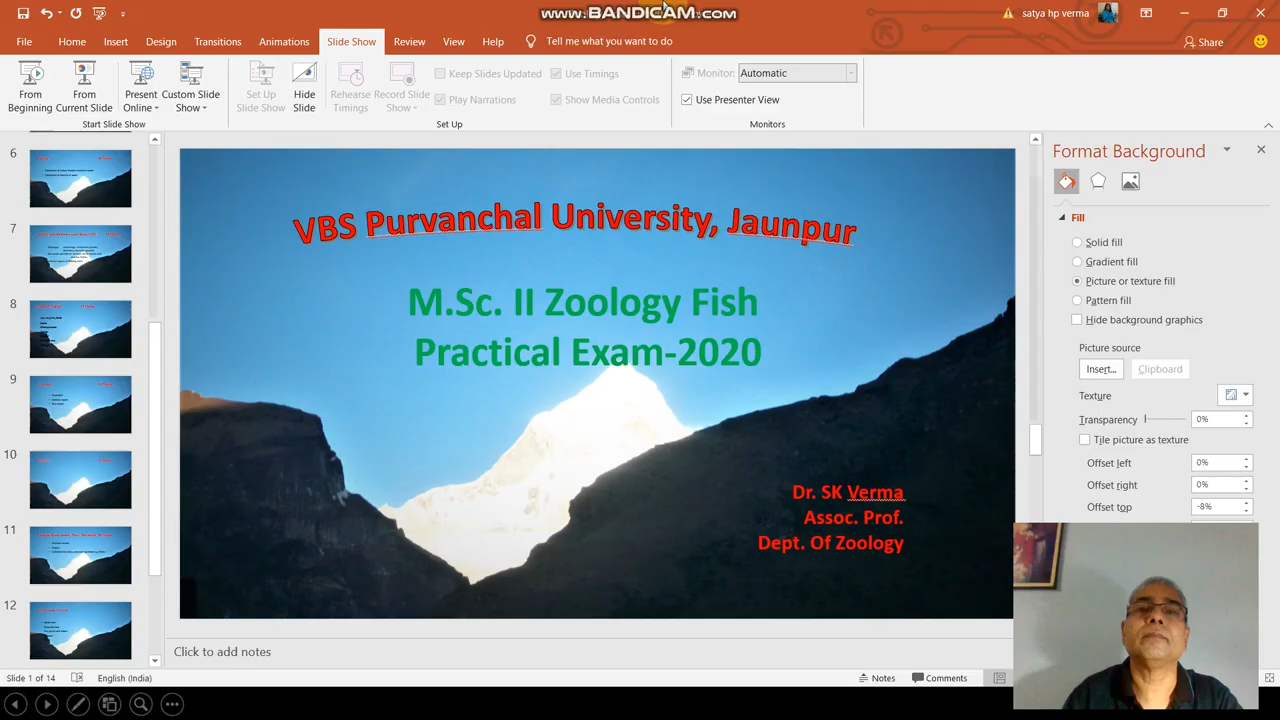 www.BANDICAM.com
satya hp verma
File
Home
Insert
Design
Transitions
Animations
Slide Show
Review
View
Help
Tell me what you want to do
Share
From Beginning
From Current Slide
Present Online
Custom Slide Show
Set Up Slide Show
Hide Slide
Rehearse Timings
Record Slide Show
Keep Slides Updated
Play Narrations
Use Timings
Show Media Controls
Monitor: Automatic
Use Presenter View
Start Slide Show
Set Up
Monitors
6
7
8
9
10
11
12
VBS Purvanchal University, Jaunpur
M.Sc. II Zoology Fish
Practical Exam-2020
Dr. SK Verma
Assoc. Prof.
Dept. Of Zoology
Format Background
Fill
Solid fill
Gradient fill
Picture or texture fill
Pattern fill
Hide background graphics
Picture source
Insert...
Clipboard
Texture
Transparency 0%
Tile picture as texture
Offset left 0%
Offset right 0%
Offset top -8%
Click to add notes
Slide 1 of 14
English (India)
Notes
Comments